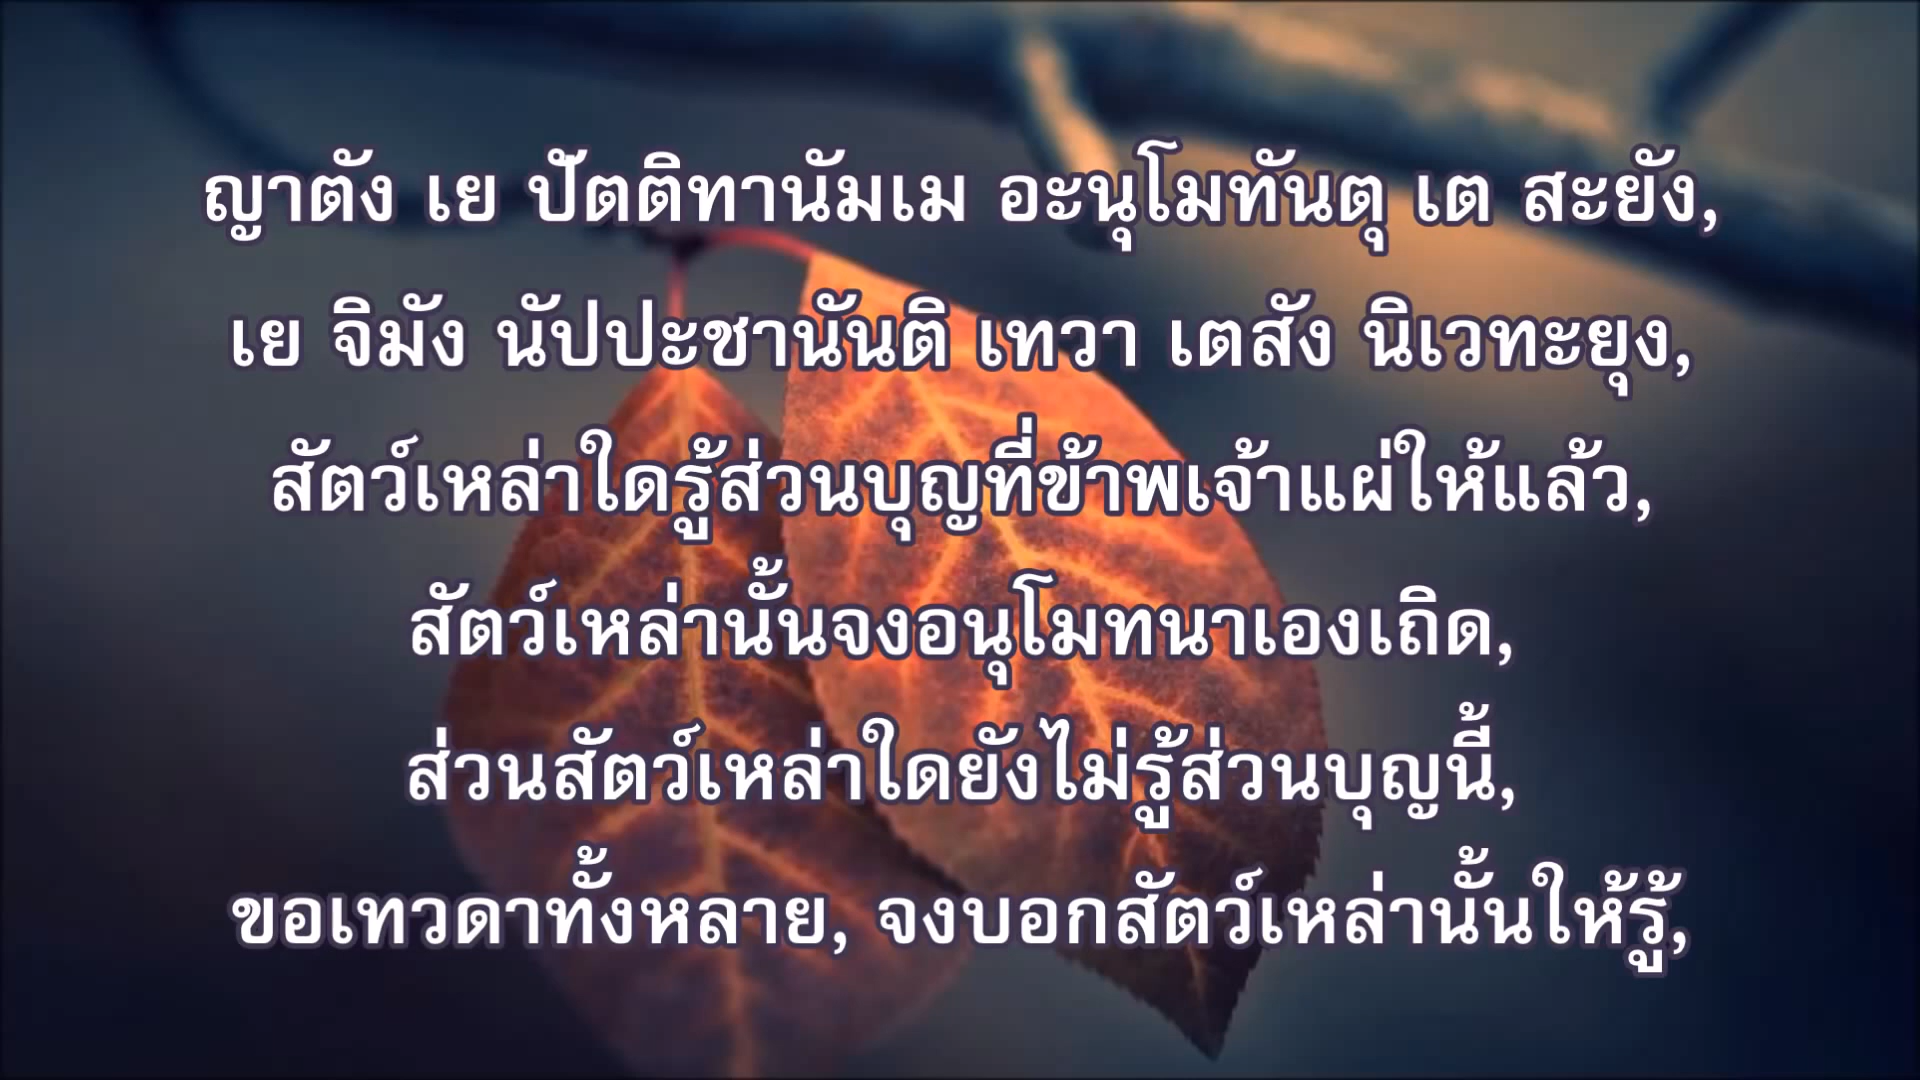 ญาตัง เย ปัตติทานัมเม อะนุโมทันตุ เต สะยัง,
เย จิมัง นัปปะชานันติ เทวา เตสัง นิเวทะยุง,
สัตว์เหล่าใดรู้ส่วนบุญที่ข้าพเจ้าแผ่ให้แล้ว,
สัตว์เหล่านั้นจงอนุโมทนาเองเถิด,
ส่วนสัตว์เหล่าใดยังไม่รู้ส่วนบุญนี้,
ขอเทวดาทั้งหลาย, จงบอกสัตว์เหล่านั้นให้รู้,